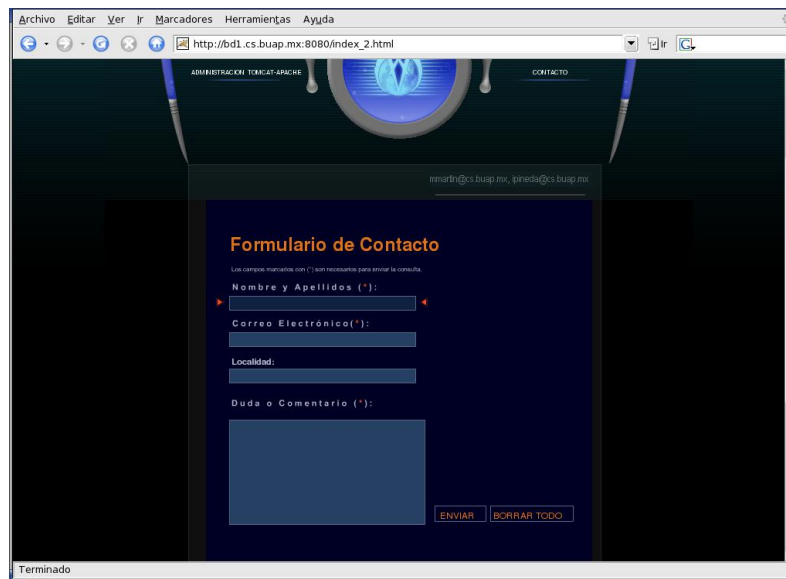 Archivo Editar Ver Ir Marcadores Herramientas Ayuda
http://bd1.cs.buap.mx:8080/index_2.html Ir G
ADMINISTRACION TOMCAT-APACHE CONTACTO
mmartin@cs.buap.mx, ipineda@cs.buap.mx
Formulario de Contacto
Los campos marcarlos con (*) son necesarios para enviar la consulta.
Nombre y Apellidos (*):
Correo Electrónico(*):
Localidad:
Duda o Comentario (*):
ENVIAR BORRAR TODO
Terminado